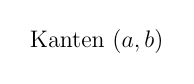 Kanten (a, b)